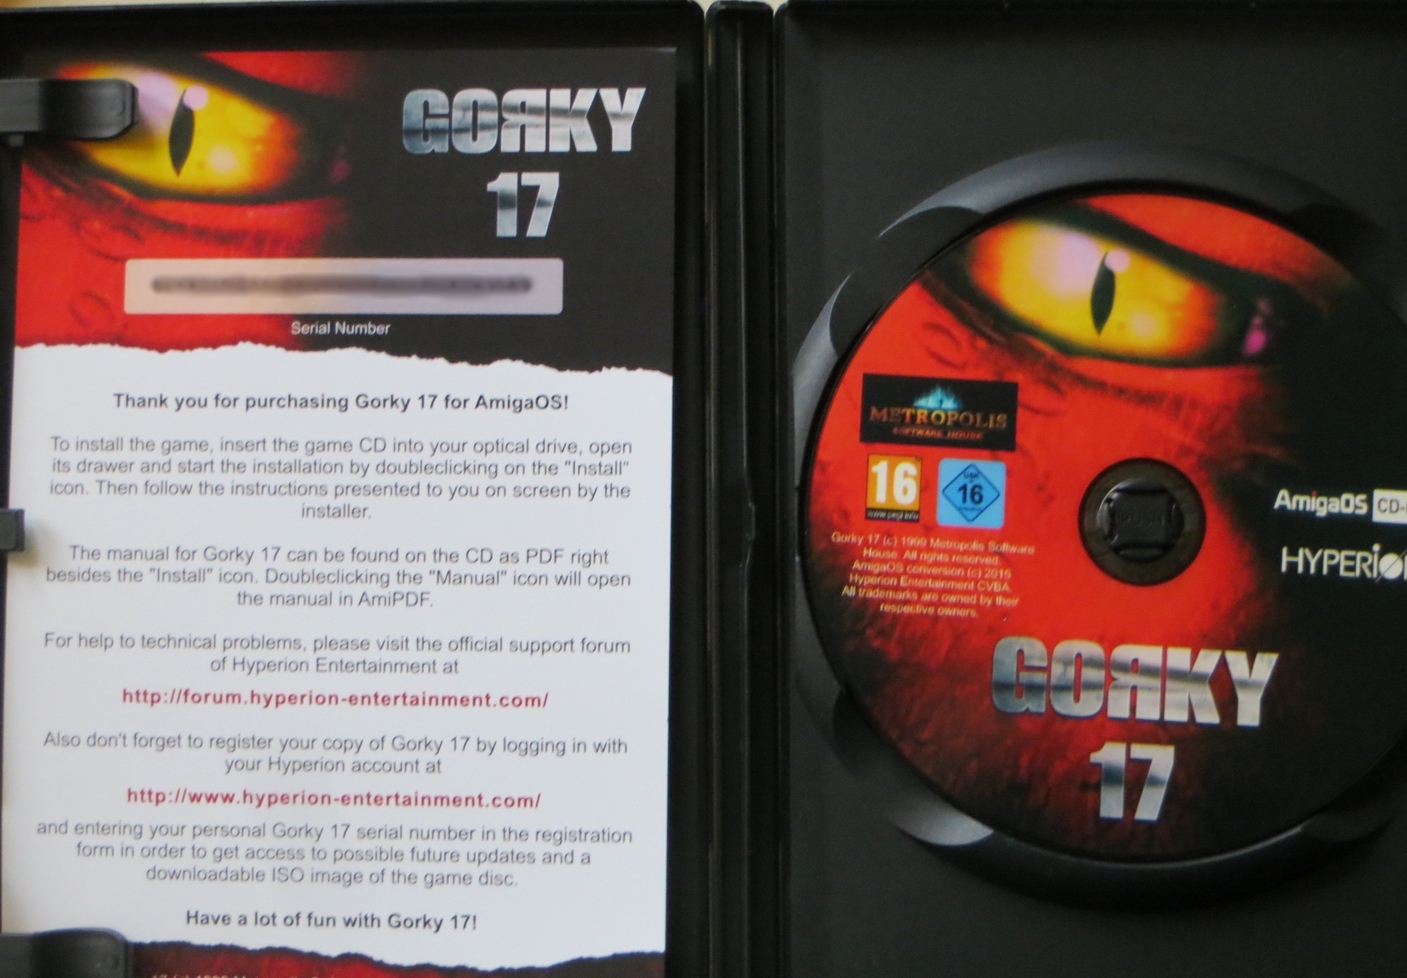 GOЯKY
17
Serial Number
Thank you for purchasing Gorky 17 for AmigaOS!
To install the game, insert the game CD into your optical drive, open
its drawer and start the installation by doubleclicking on the "Install"
icon. Then follow the instructions presented to you on screen by the
installer.
The manual for Gorky 17 can be found on the CD as PDF right
besides the "Install" icon. Doubleclicking the "Manual" icon will open
the manual in AmiPDF.
For help to technical problems, please visit the official support forum
of Hyperion Entertainment at
http://forum.hyperion-entertainment.com/
Also don't forget to register your copy of Gorky 17 by logging in with
your Hyperion account at
http://www.hyperion-entertainment.com/
and entering your personal Gorky 17 serial number in the registration
form in order to get access to possible future updates and a
downloadable ISO image of the game disc.
Have a lot of fun with Gorky 17!
METROPOLIS
SOFTWARE HOUSE
16
www.pegi.info
USK
16
Gorky 17 (c) 1999 Metropolis Software
House. All rights reserved.
AmigaOS conversion (c) 2015
Hyperion Entertainment CVBA.
All trademarks are owned by their
respective owners.
AmigaOS CD-
HYPERiO
GOЯKY
17